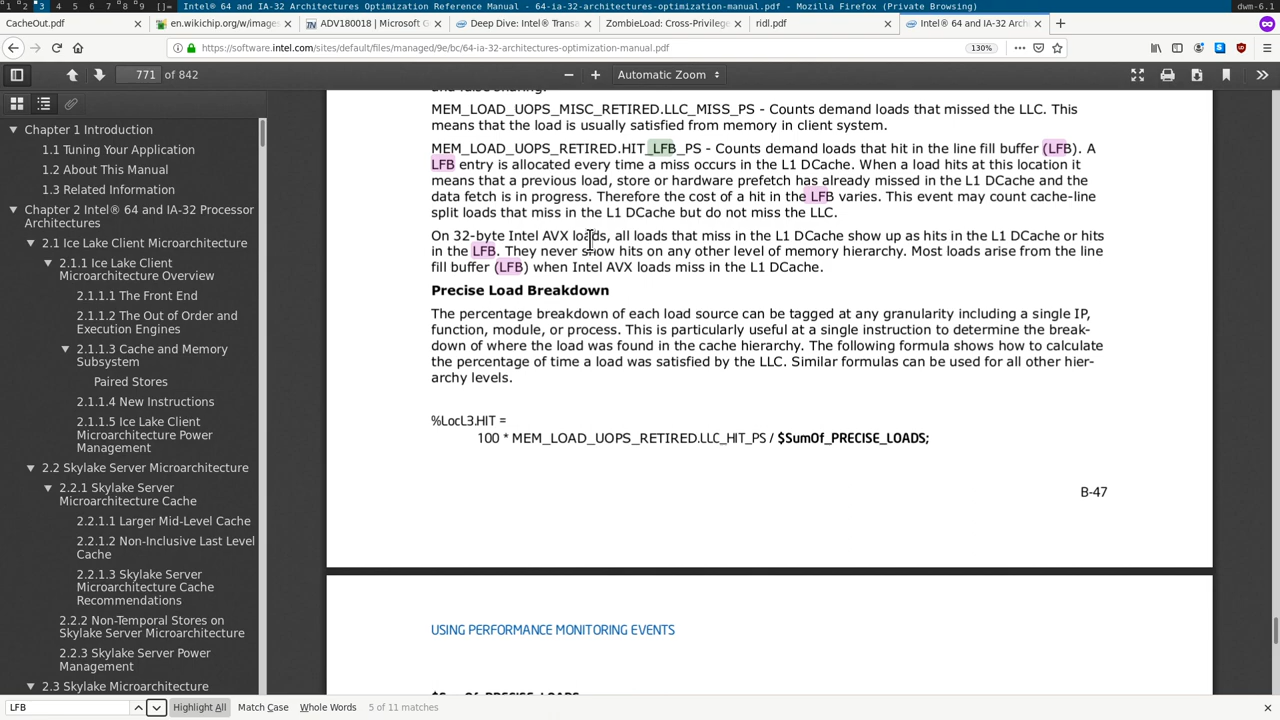 Intel® 64 and IA-32 Architectures Optimization Reference Manual - 64-ia-32-architectures-optimization-manual.pdf - Mozilla Firefox (Private Browsing)
dwm-6.1
CacheOut.pdf
en.wikichip.org/w/images
ADV180018 | Microsoft G
Deep Dive: Intel® Transa
ZombieLoad: Cross-Privilege
ridl.pdf
Intel® 64 and IA-32 Arch
https://software.intel.com/sites/default/files/managed/9e/bc/64-ia-32-architectures-optimization-manual.pdf
130%
771 of 842
Automatic Zoom
Chapter 1 Introduction
1.1 Tuning Your Application
1.2 About This Manual
1.3 Related Information
Chapter 2 Intel® 64 and IA-32 Processor
Architectures
2.1 Ice Lake Client Microarchitecture
2.1.1 Ice Lake Client
Microarchitecture Overview
2.1.1.1 The Front End
2.1.1.2 The Out of Order and
Execution Engines
2.1.1.3 Cache and Memory
Subsystem
Paired Stores
2.1.1.4 New Instructions
2.1.1.5 Ice Lake Client
Microarchitecture Power
Management
2.2 Skylake Server Microarchitecture
2.2.1 Skylake Server
Microarchitecture Cache
2.2.1.1 Larger Mid-Level Cache
2.2.1.2 Non-Inclusive Last Level
Cache
2.2.1.3 Skylake Server
Microarchitecture Cache
Recommendations
2.2.2 Non-Temporal Stores on
Skylake Server Microarchitecture
2.2.3 Skylake Server Power
Management
2.3 Skylake Microarchitecture
MEM_LOAD_UOPS_MISC_RETIRED.LLC_MISS_PS - Counts demand loads that missed the LLC. This
means that the load is usually satisfied from memory in client system.
MEM_LOAD_UOPS_RETIRED.HIT_LFB_PS - Counts demand loads that hit in the line fill buffer (LFB). A
LFB entry is allocated every time a miss occurs in the L1 DCache. When a load hits at this location it
means that a previous load, store or hardware prefetch has already missed in the L1 DCache and the
data fetch is in progress. Therefore the cost of a hit in the LFB varies. This event may count cache-line
split loads that miss in the L1 DCache but do not miss the LLC.
On 32-byte Intel AVX loads, all loads that miss in the L1 DCache show up as hits in the L1 DCache or hits
in the LFB. They never show hits on any other level of memory hierarchy. Most loads arise from the line
fill buffer (LFB) when Intel AVX loads miss in the L1 DCache.
Precise Load Breakdown
The percentage breakdown of each load source can be tagged at any granularity including a single IP,
function, module, or process. This is particularly useful at a single instruction to determine the break-
down of where the load was found in the cache hierarchy. The following formula shows how to calculate
the percentage of time a load was satisfied by the LLC. Similar formulas can be used for all other hier-
archy levels.
%LocL3.HIT =
100 * MEM_LOAD_UOPS_RETIRED.LLC_HIT_PS / $SumOf_PRECISE_LOADS;
B-47
USING PERFORMANCE MONITORING EVENTS
LFB
Highlight All
Match Case
Whole Words
5 of 11 matches